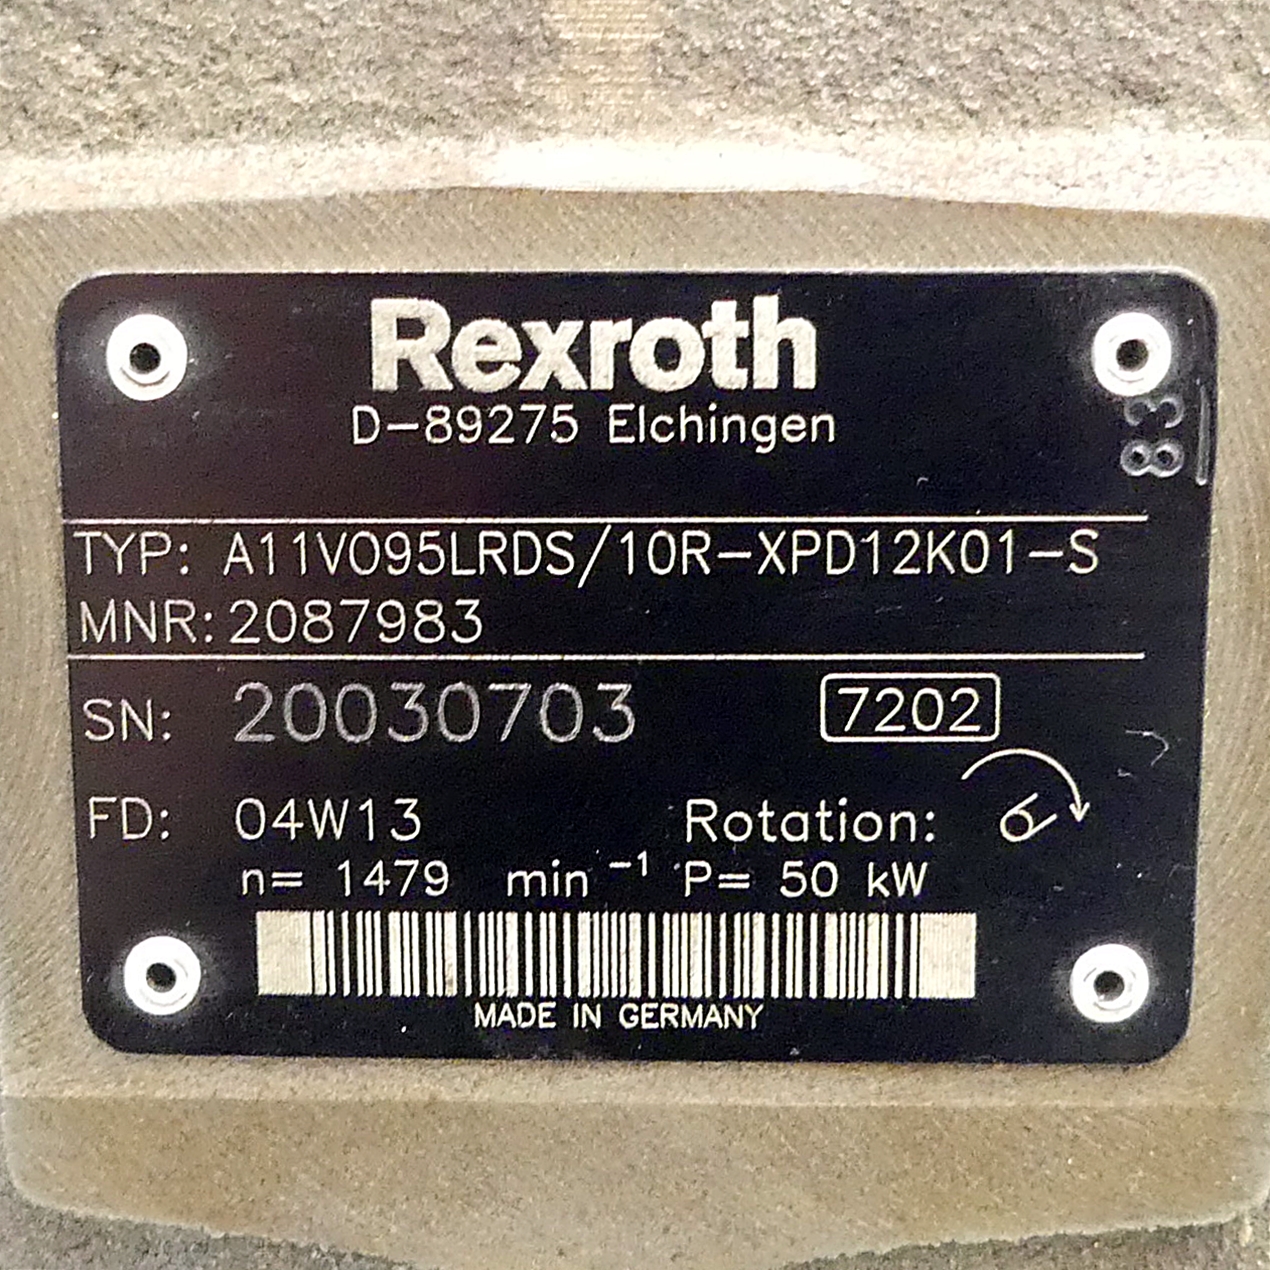 Rexroth
D-89275 Elchingen
83
TYP: A11VO95LRDS/10R-XPD12K01-S
MNR: 2087983
SN: 20030703 7202
FD: 04W13 Rotation:
n= 1479 min -1 P= 50 kW
MADE IN GERMANY